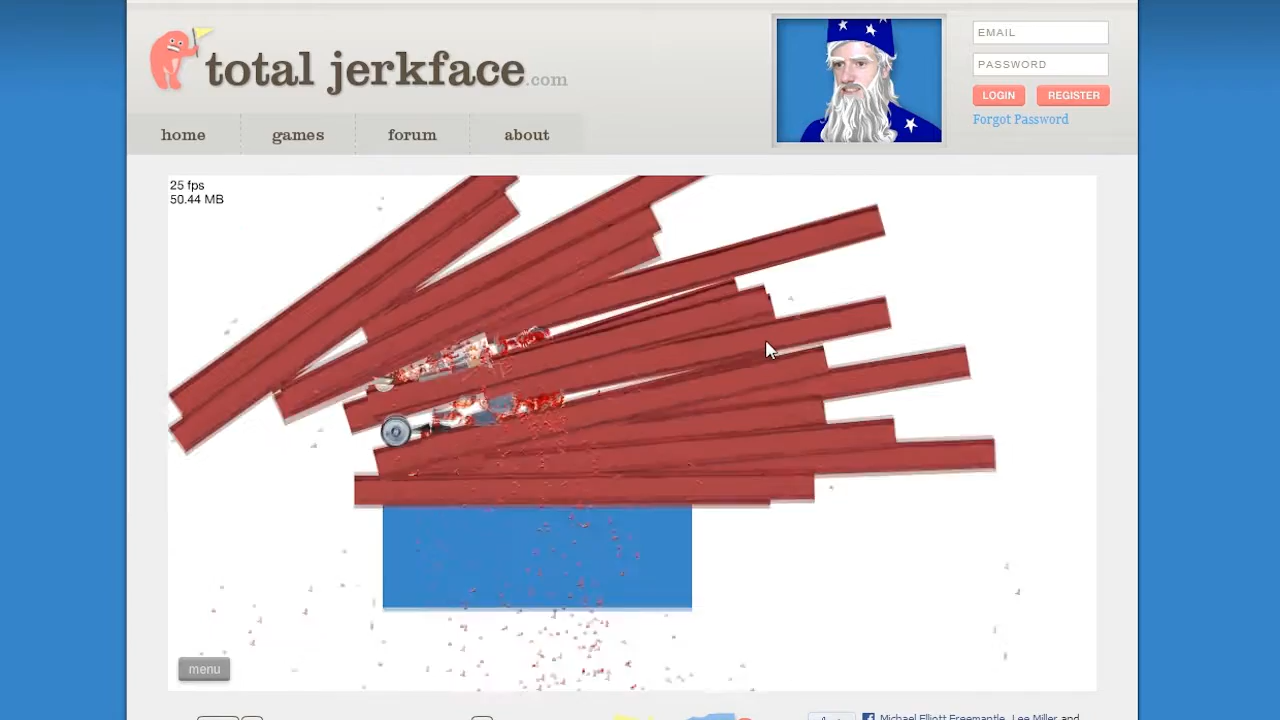 total jerkface.com
EMAIL
PASSWORD
LOGIN REGISTER
Forgot Password
home games forum about
25 fps
50.44 MB
menu
Michael Elliott Freemantle, Lee Miller and